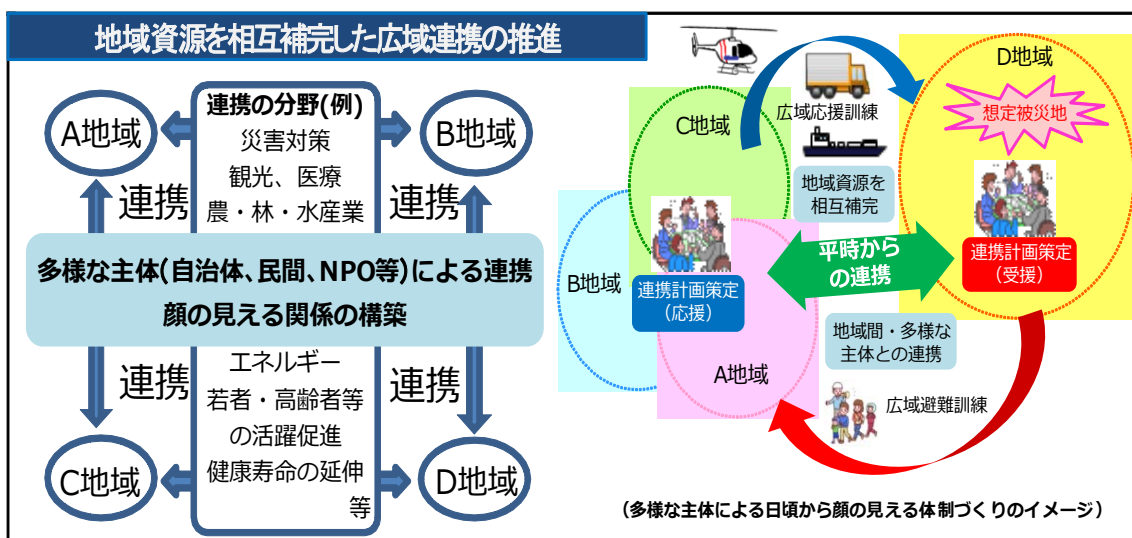 地域資源を相互補完した広域連携の推進
A地域
B地域
C地域
D地域
連携
連携
連携
連携
連携の分野(例)
災害対策
観光、医療
農・林・水産業
多様な主体(自治体、民間、NPO等)による連携
顔の見える関係の構築
エネルギー
若者・高齢者等
の活躍促進
健康寿命の延伸
等
D地域
想定被災地
C地域
広域応援訓練
地域資源を
相互補完
連携計画策定
(受援)
平時から
の連携
B地域
連携計画策定
(応援)
地域間・多様な
主体との連携
A地域
広域避難訓練
(多様な主体による日頃から顔の見える体制づくりのイメージ)